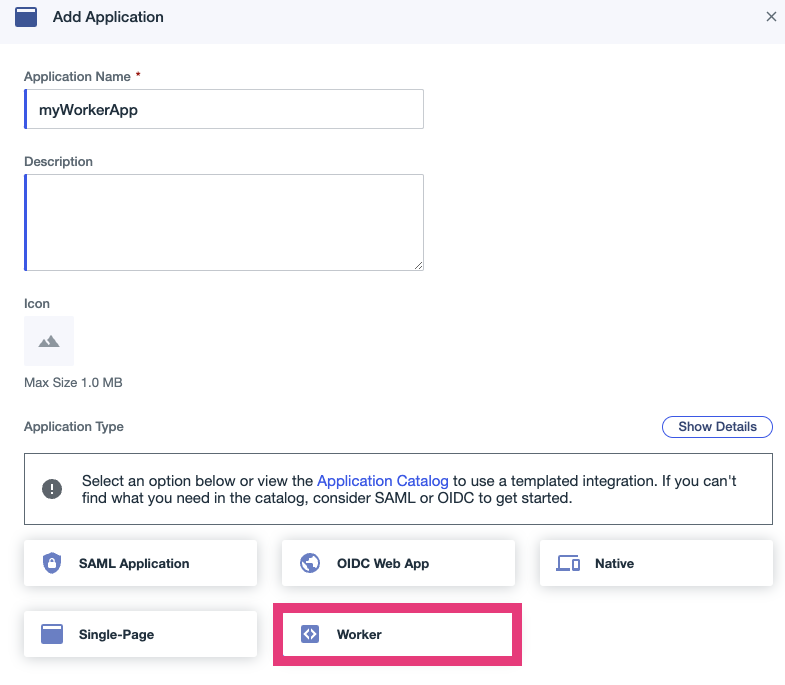 Add Application
Application Name *
myWorkerApp
Description
Icon
Max Size 1.0 MB
Application Type
Show Details
Select an option below or view the Application Catalog to use a templated integration. If you can't
find what you need in the catalog, consider SAML or OIDC to get started.
SAML Application
OIDC Web App
Native
Single-Page
Worker